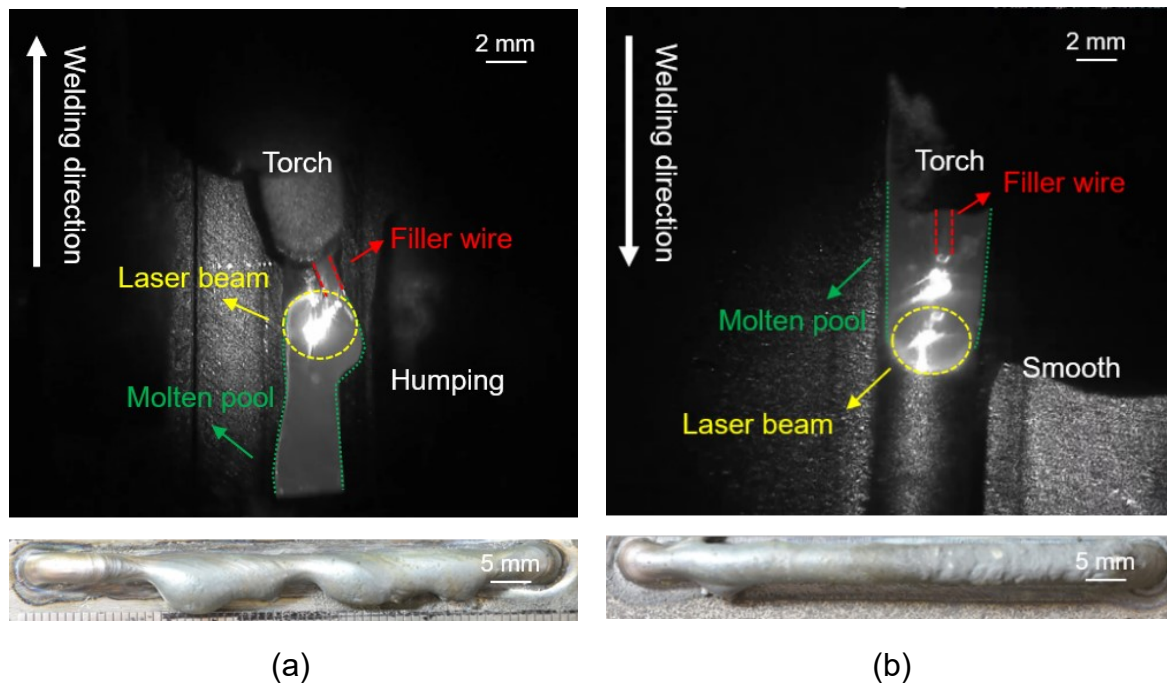 Welding direction
2 mm
Torch
Filler wire
Laser beam
Humping
Molten pool
5 mm
(a)
Welding direction
2 mm
Torch
Filler wire
Molten pool
Smooth
Laser beam
5 mm
(b)